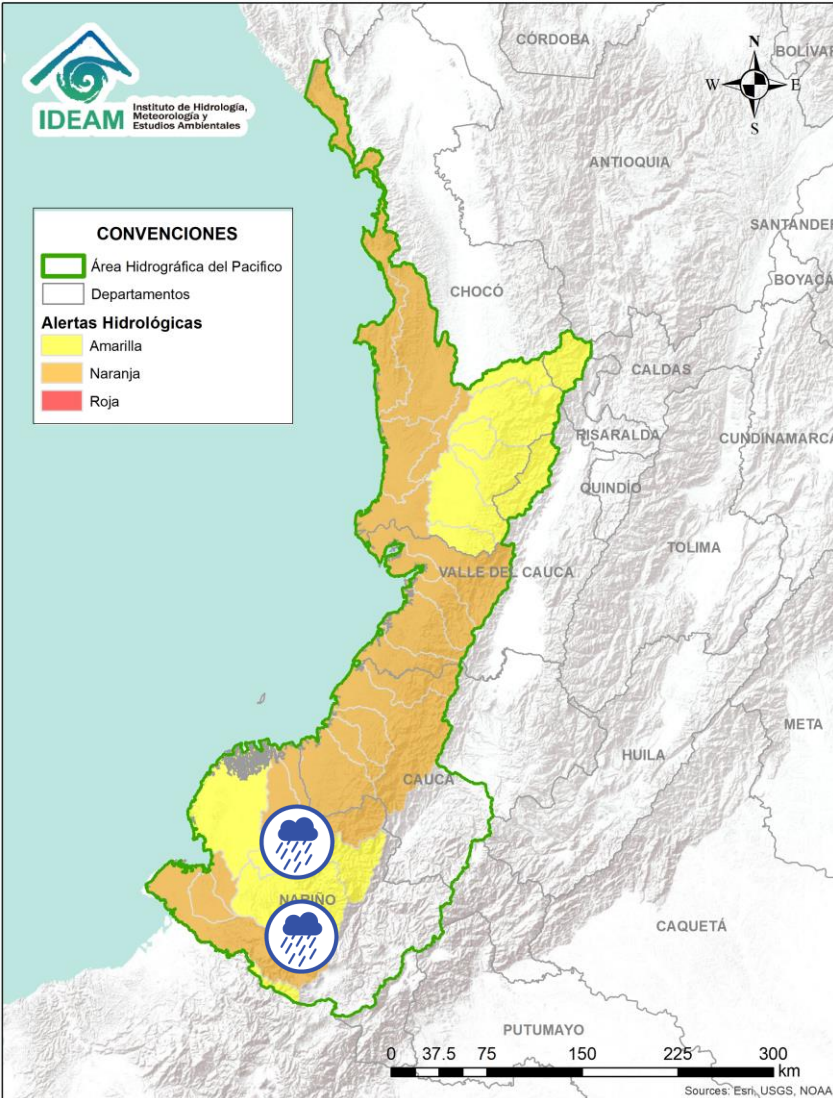 IDEAM
Instituto de Hidrología,
Meteorología y
Estudios Ambientales
N
W
E
S
CÓRDOBA
BOLÍVAR
ANTIOQUIA
SANTANDER
BOYACÁ
CHOCÓ
CONVENCIONES
Área Hidrográfica del Pacifico
Departamentos
Alertas Hidrológicas
Amarilla
Naranja
Roja
CALDAS
RISARALDA
CUNDINAMARCA
QUINDÍO
TOLIMA
VALLE DEL CAUCA
META
HUILA
CAUCA
NARIÑO
CAQUETÁ
PUTUMAYO
0 37.5 75 150 225 300
km
Sources: Esri, USGS, NOAA